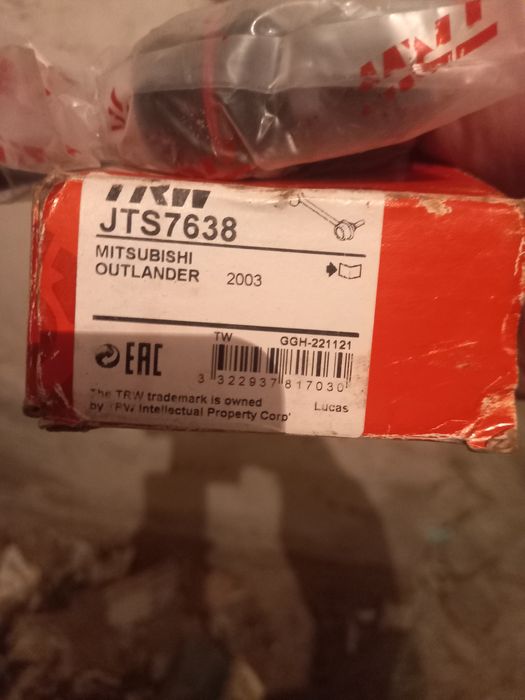 TRW
TRW
JTS7638
MITSUBISHI
OUTLANDER 2003
TW GGH-221121
EAC
3 322937 817030
The TRW trademark is owned
by TRW Intellectual Property Corp' Lucas